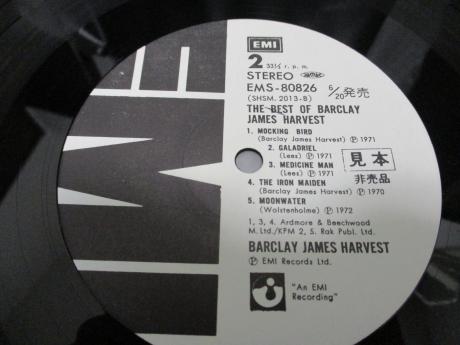 EMI
2 33 1/3 r. p. m.
STEREO
EMS-80826 6/20発売
(SHSM. 2013-B)
THE BEST OF BARCLAY
JAMES HARVEST
1. MOCKING BIRD
(Barclay James Harvest) Ⓟ 1971
2. GALADRIEL
(Lees) Ⓟ 1971
3. MEDICINE MAN
(Lees) Ⓟ 1971
4. THE IRON MAIDEN
(Barclay James Harvest) Ⓟ 1970
5. MOONWATER
(Wolstenholme) Ⓟ 1972
見本
非売品
1, 3, 4. Ardmore & Beechwood
M. Ltd./KPM 2, 5. Rak Publ. Ltd.
BARCLAY JAMES HARVEST
Ⓟ EMI Records Ltd.
"An EMI
Recording"